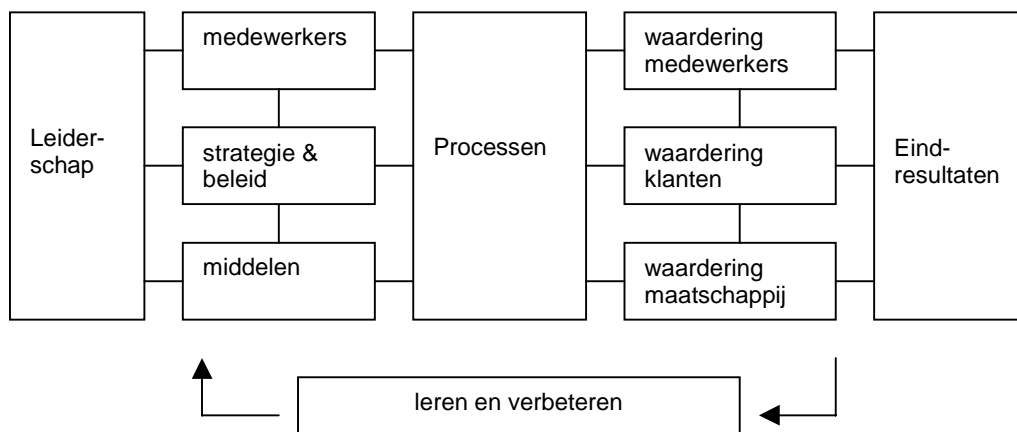 medewerkers
waardering
medewerkers
Leider-
schap
strategie &
beleid
Processen
waardering
klanten
Eind-
resultaten
middelen
waardering
maatschappij
leren en verbeteren